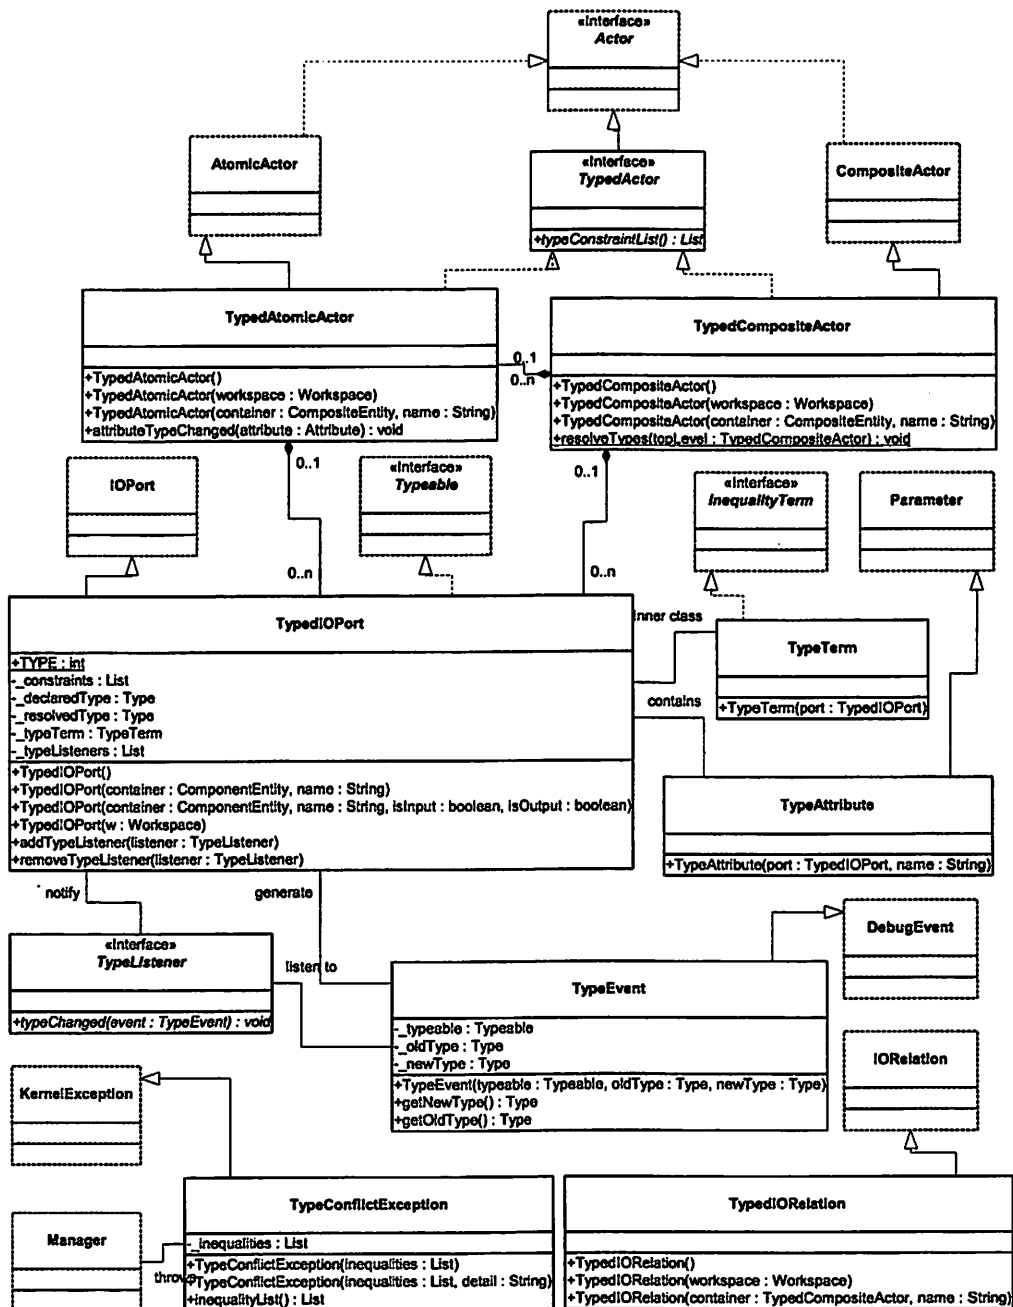 «Interface»
Actor
AtomicActor
«Interface»
TypedActor
+typeConstraintList() : List
CompositeActor
TypedAtomicActor
+TypedAtomicActor()
+TypedAtomicActor(workspace : Workspace)
+TypedAtomicActor(container : CompositeEntity, name : String)
+attributeTypeChanged(attribute : Attribute) : void
0..1
0..n
TypedCompositeActor
+TypedCompositeActor()
+TypedCompositeActor(workspace : Workspace)
+TypedCompositeActor(container : CompositeEntity, name : String)
+resolveTypes(topLevel : TypedCompositeActor) : void
0..1
0..1
IOPort
«Interface»
Typeable
«Interface»
InequalityTerm
Parameter
0..n
0..n
TypedIOPort
+TYPE : int
-_constraints : List
-_declaredType : Type
-_resolvedType : Type
-_typeTerm : TypeTerm
-_typeListeners : List
+TypedIOPort()
+TypedIOPort(container : ComponentEntity, name : String)
+TypedIOPort(container : ComponentEntity, name : String, isInput : boolean, isOutput : boolean)
+TypedIOPort(w : Workspace)
+addTypeListener(listener : TypeListener)
+removeTypeListener(listener : TypeListener)
inner class
TypeTerm
+TypeTerm(port : TypedIOPort)
contains
TypeAttribute
+TypeAttribute(port : TypedIOPort, name : String)
notify
generate
«Interface»
TypeListener
+typeChanged(event : TypeEvent) : void
listen to
TypeEvent
-_typeable : Typeable
-_oldType : Type
-_newType : Type
+TypeEvent(typeable : Typeable, oldType : Type, newType : Type)
+getNewType() : Type
+getOldType() : Type
DebugEvent
IORelation
KernelException
TypeConflictException
-_inequalities : List
+TypeConflictException(inequalities : List)
+TypeConflictException(inequalities : List, detail : String)
+inequalityList() : List
Manager
throws
TypedIORelation
+TypedIORelation()
+TypedIORelation(workspace : Workspace)
+TypedIORelation(container : TypedCompositeActor, name : String)